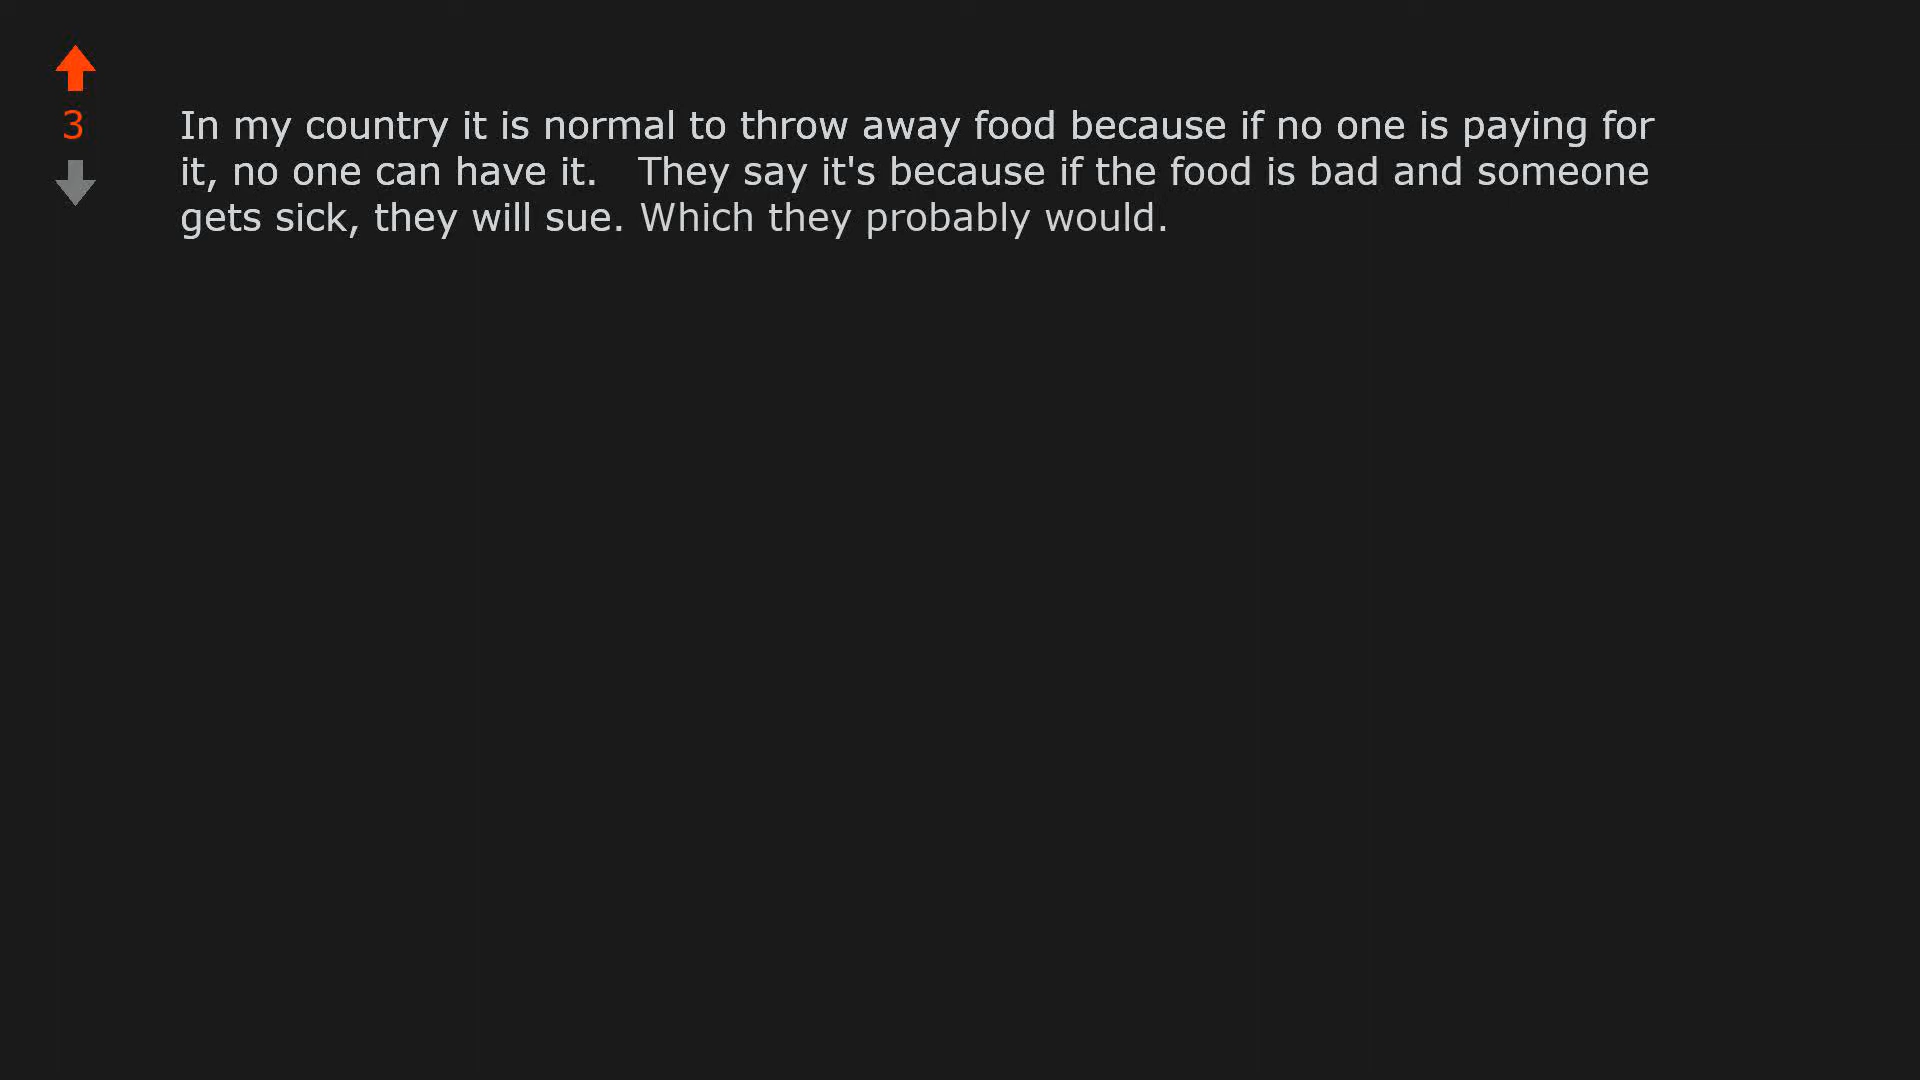 3
In my country it is normal to throw away food because if no one is paying for
it, no one can have it.   They say it's because if the food is bad and someone
gets sick, they will sue. Which they probably would.